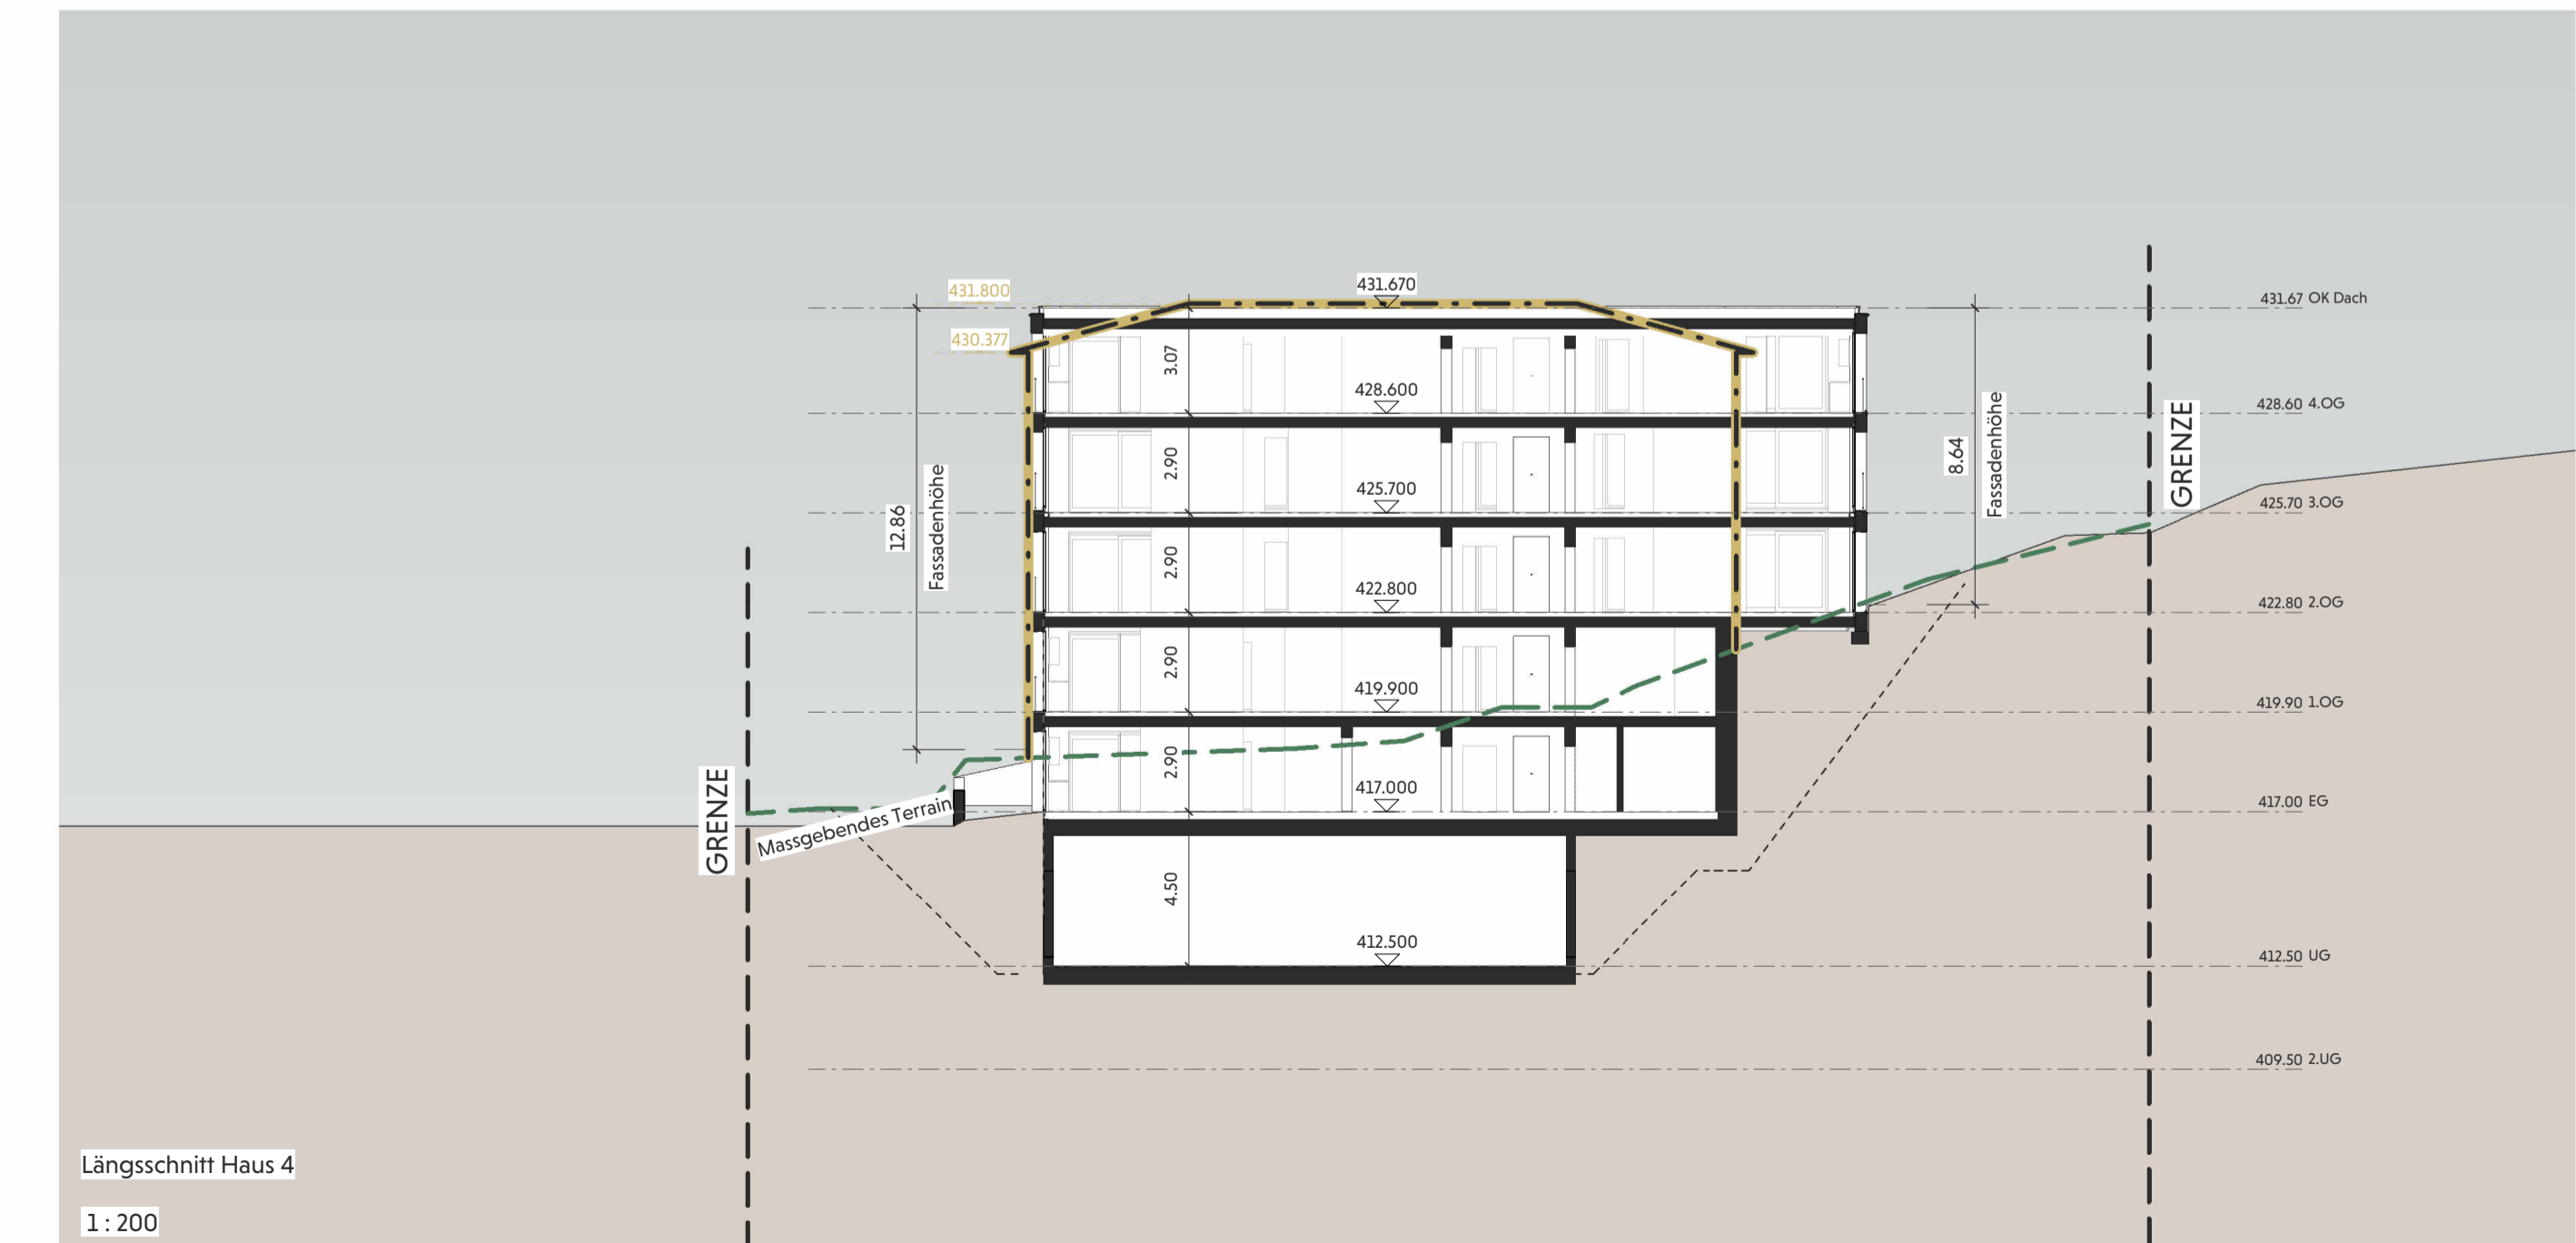 431.800
431.670
431.67 OK Dach
430.377
3.07
428.600
428.60 4.OG
GRENZE
Fassadenhöhe
8.64
2.90
425.700
425.70 3.OG
12.86
Fassadenhöhe
2.90
422.800
422.80 2.OG
2.90
419.900
419.90 1.OG
2.90
417.000
417.00 EG
GRENZE
Massgebendes Terrain
4.50
412.500
412.50 UG
409.50 2.UG
Längsschnitt Haus 4
1 : 200